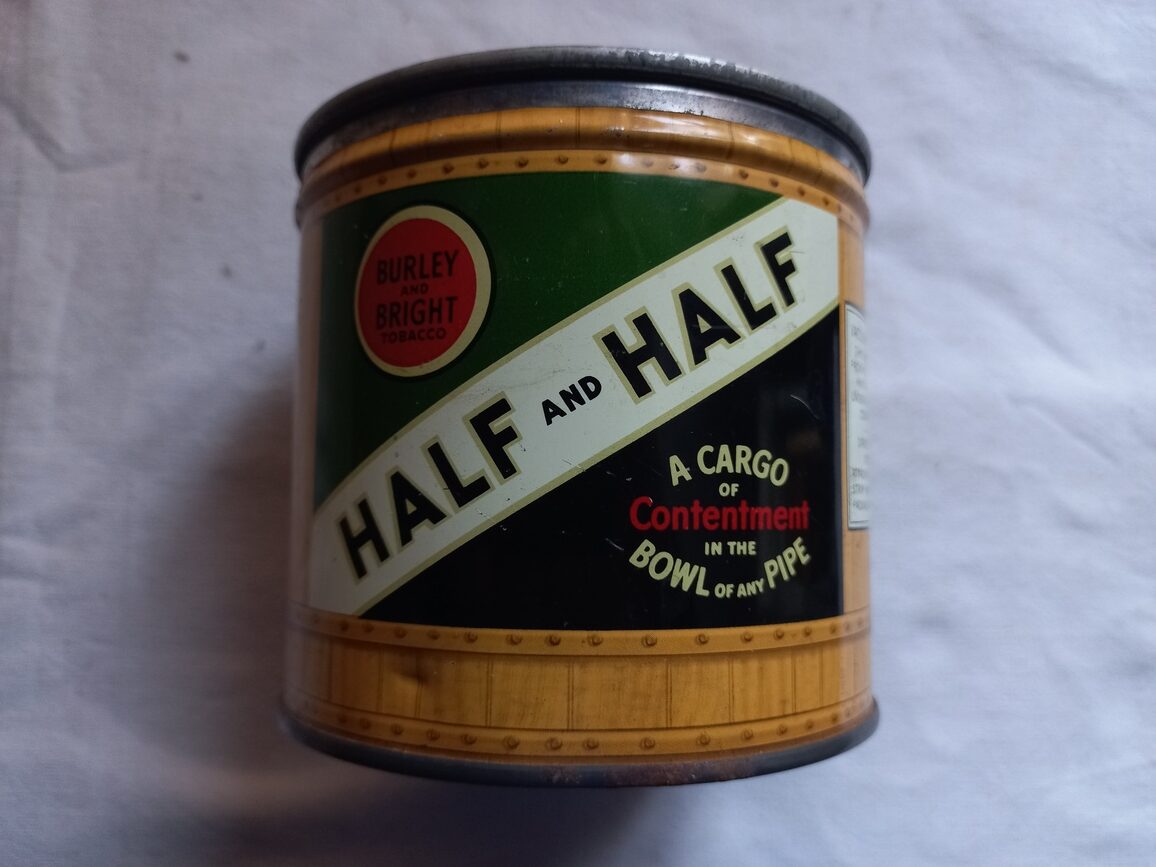 BURLEY
AND
BRIGHT
TOBACCO
HALF AND HALF
A CARGO
OF
Contentment
IN THE
BOWL OF ANY PIPE